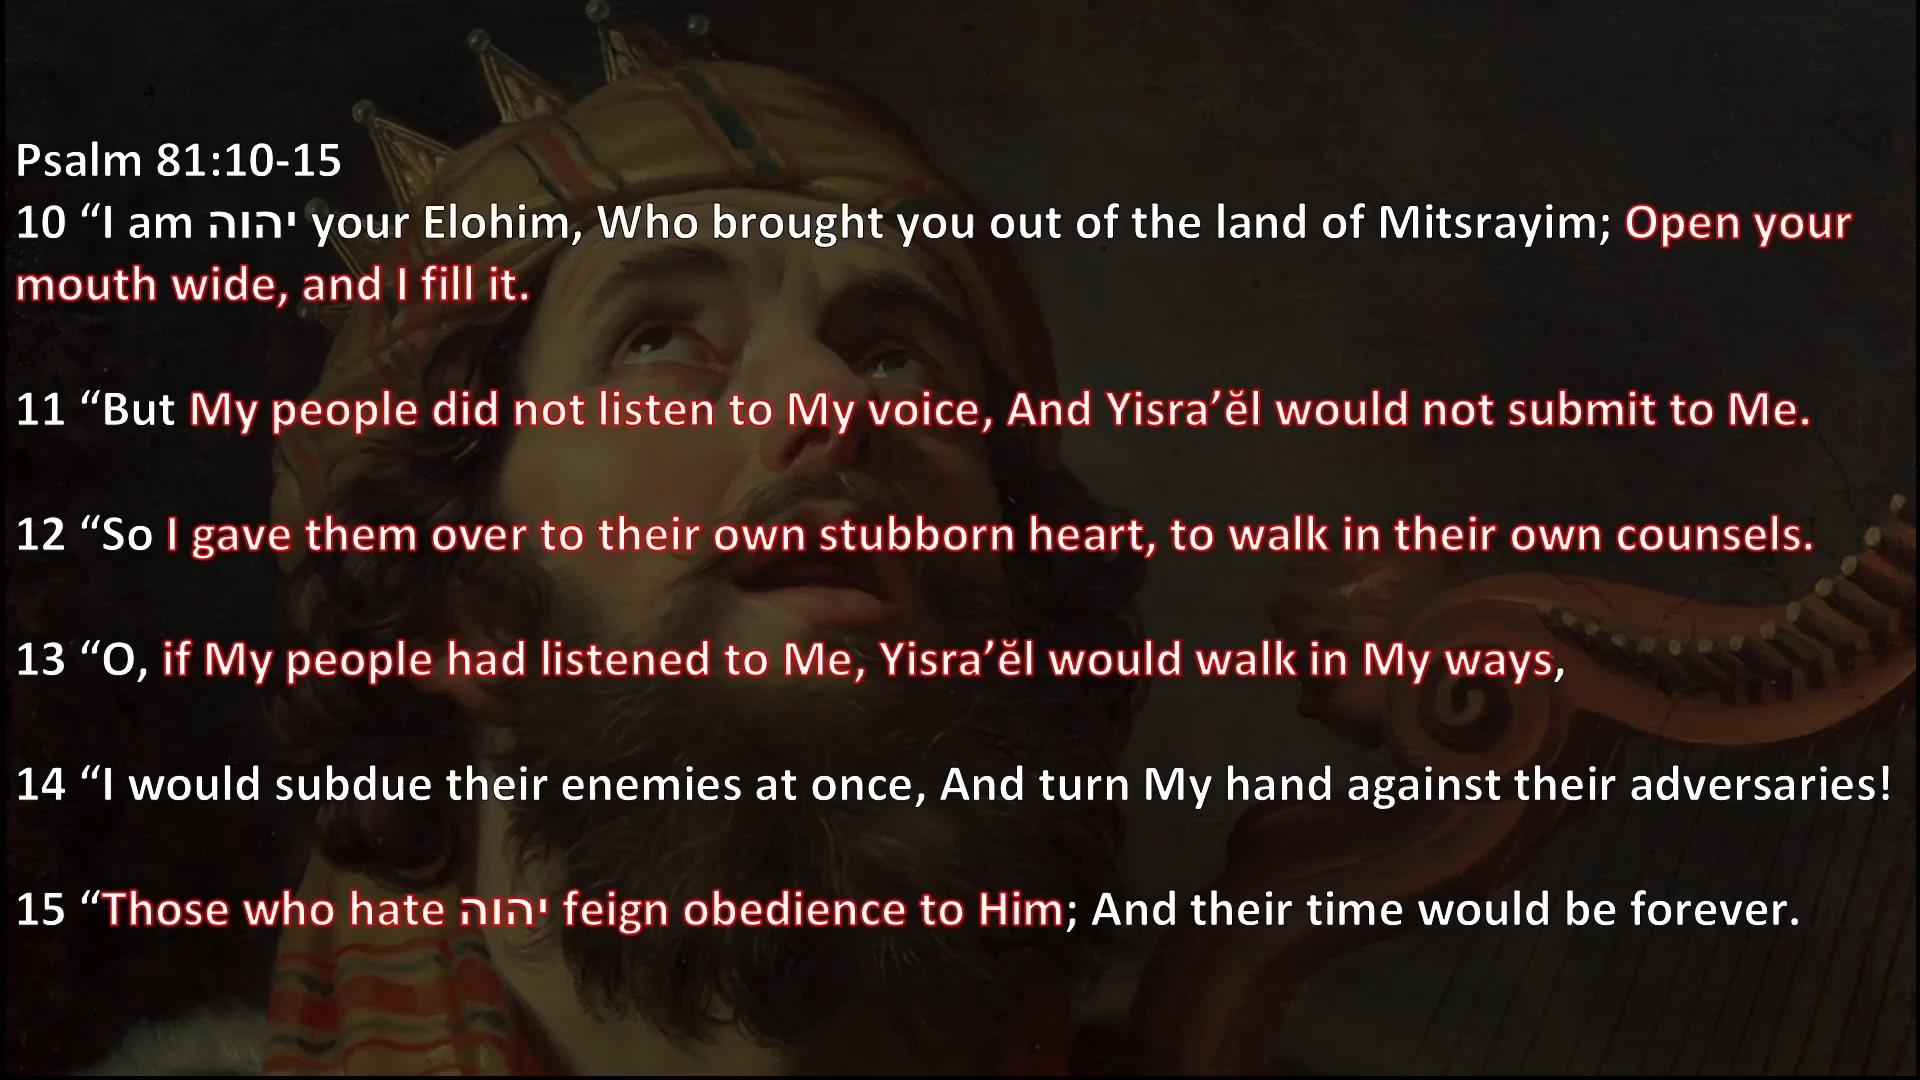 Psalm 81:10-15
10 “I am יהוה your Elohim, Who brought you out of the land of Mitsrayim; Open your
mouth wide, and I fill it.
11 “But My people did not listen to My voice, And Yisra’ĕl would not submit to Me.
12 “So I gave them over to their own stubborn heart, to walk in their own counsels.
13 “O, if My people had listened to Me, Yisra’ĕl would walk in My ways,
14 “I would subdue their enemies at once, And turn My hand against their adversaries!
15 “Those who hate יהוה feign obedience to Him; And their time would be forever.